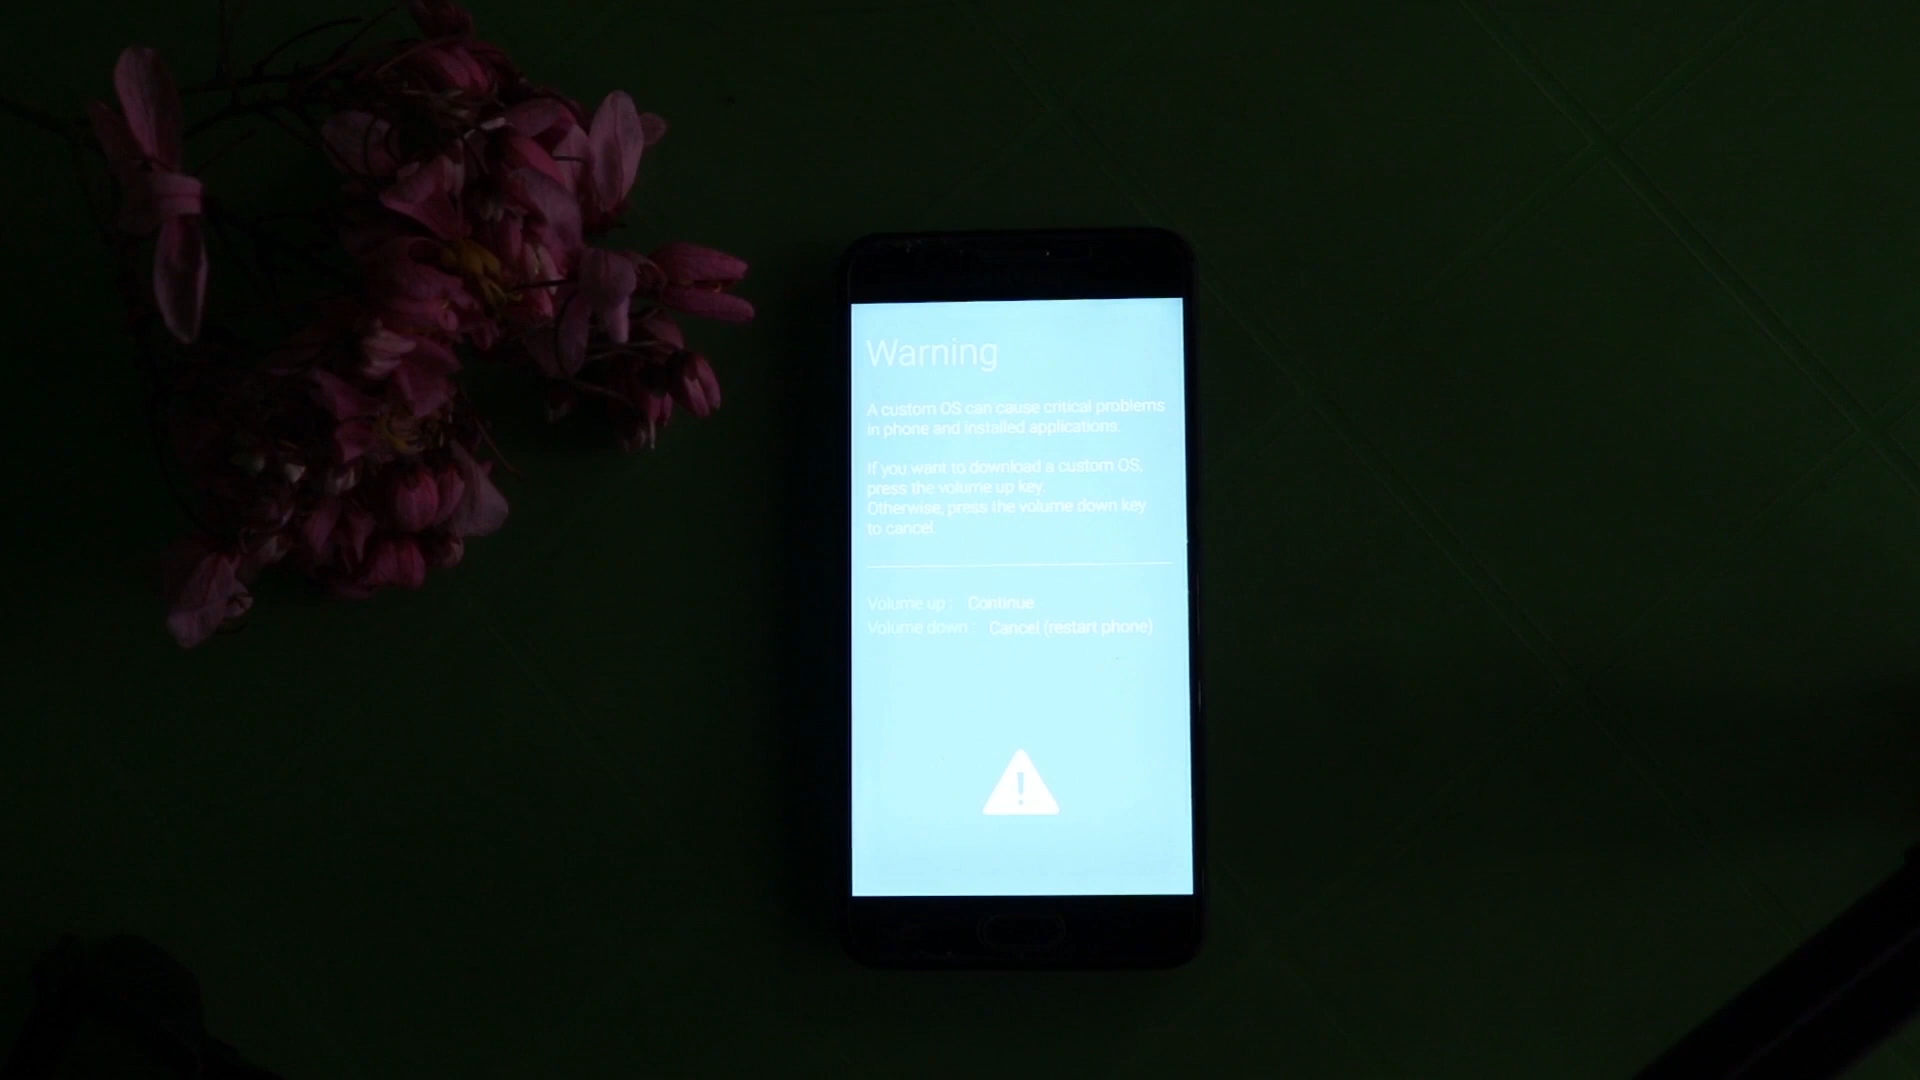 Warning
A custom OS can cause critical problems
in phone and installed applications.
If you want to download a custom OS,
press the volume up key.
Otherwise, press the volume down key
to cancel.
Volume up : Continue
Volume down : Cancel (restart phone)